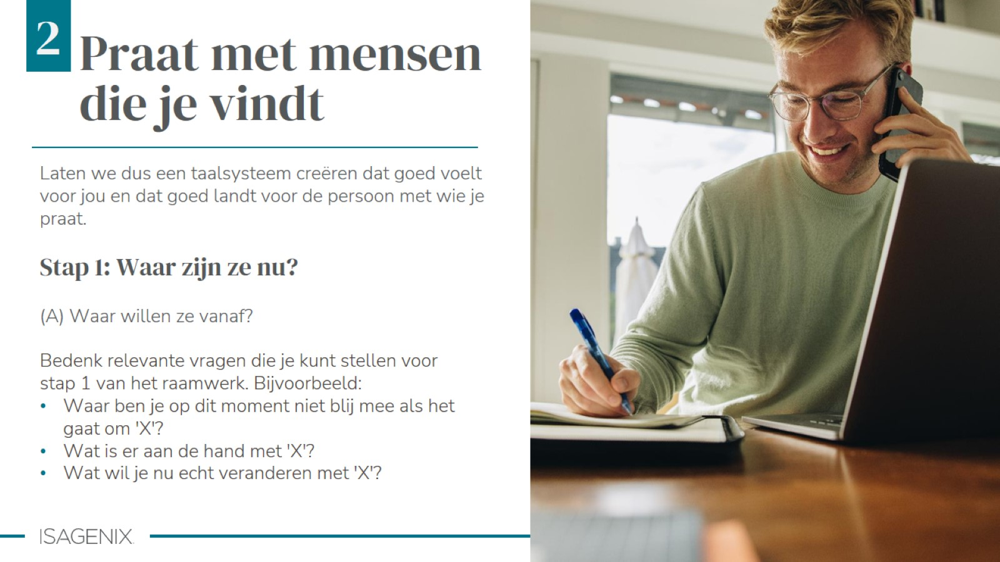 2
Praat met mensen
die je vindt
Laten we dus een taalsysteem creëren dat goed voelt
voor jou en dat goed landt voor de persoon met wie je
praat.
Stap 1: Waar zijn ze nu?
(A) Waar willen ze vanaf?
Bedenk relevante vragen die je kunt stellen voor
stap 1 van het raamwerk. Bijvoorbeeld:
• Waar ben je op dit moment niet blij mee als het
gaat om 'X'?
• Wat is er aan de hand met 'X'?
• Wat wil je nu echt veranderen met 'X'?
ISAGENIX